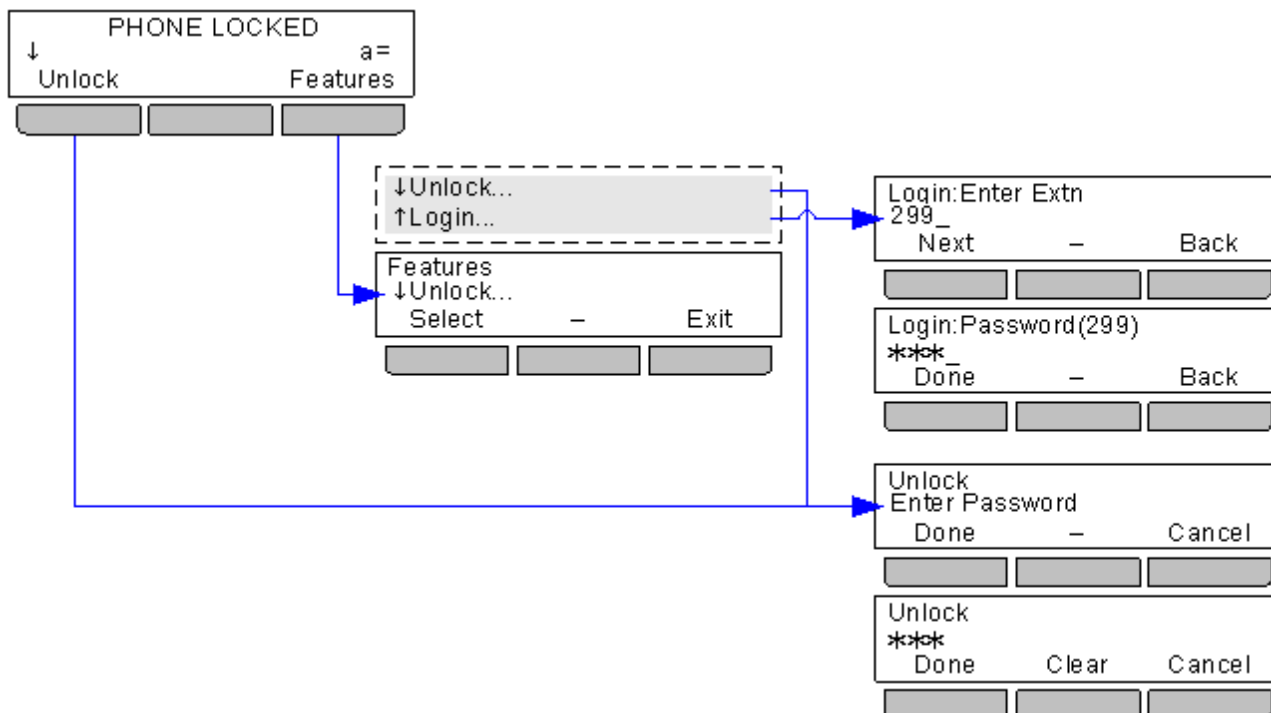 PHONE LOCKED
↓ a=
Unlock Features
↓Unlock...
↑Login...
Features
↓Unlock...
Select – Exit
Login:Enter Extn
299_
Next – Back
Login:Password(299)
***_
Done – Back
Unlock
Enter Password
Done – Cancel
Unlock
***
Done Clear Cancel